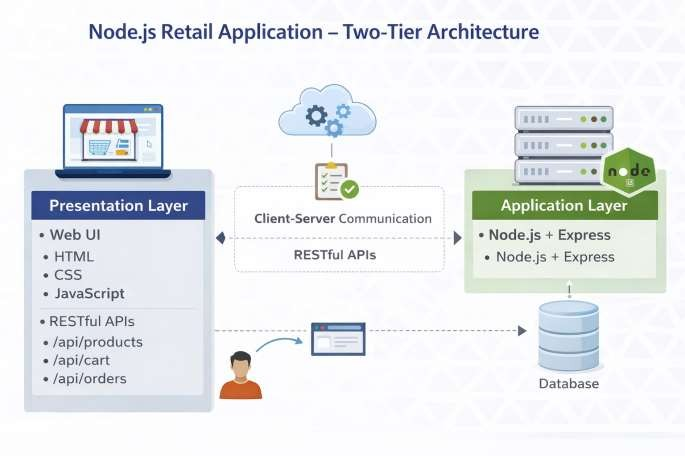 Node.js Retail Application – Two-Tier Architecture
Presentation Layer
• Web UI
• HTML
• CSS
• JavaScript
• RESTful APIs
• /api/products
• /api/cart
• /api/orders
Client-Server Communication
RESTful APIs
node
Application Layer
• Node.js + Express
• Node.js + Express
Database